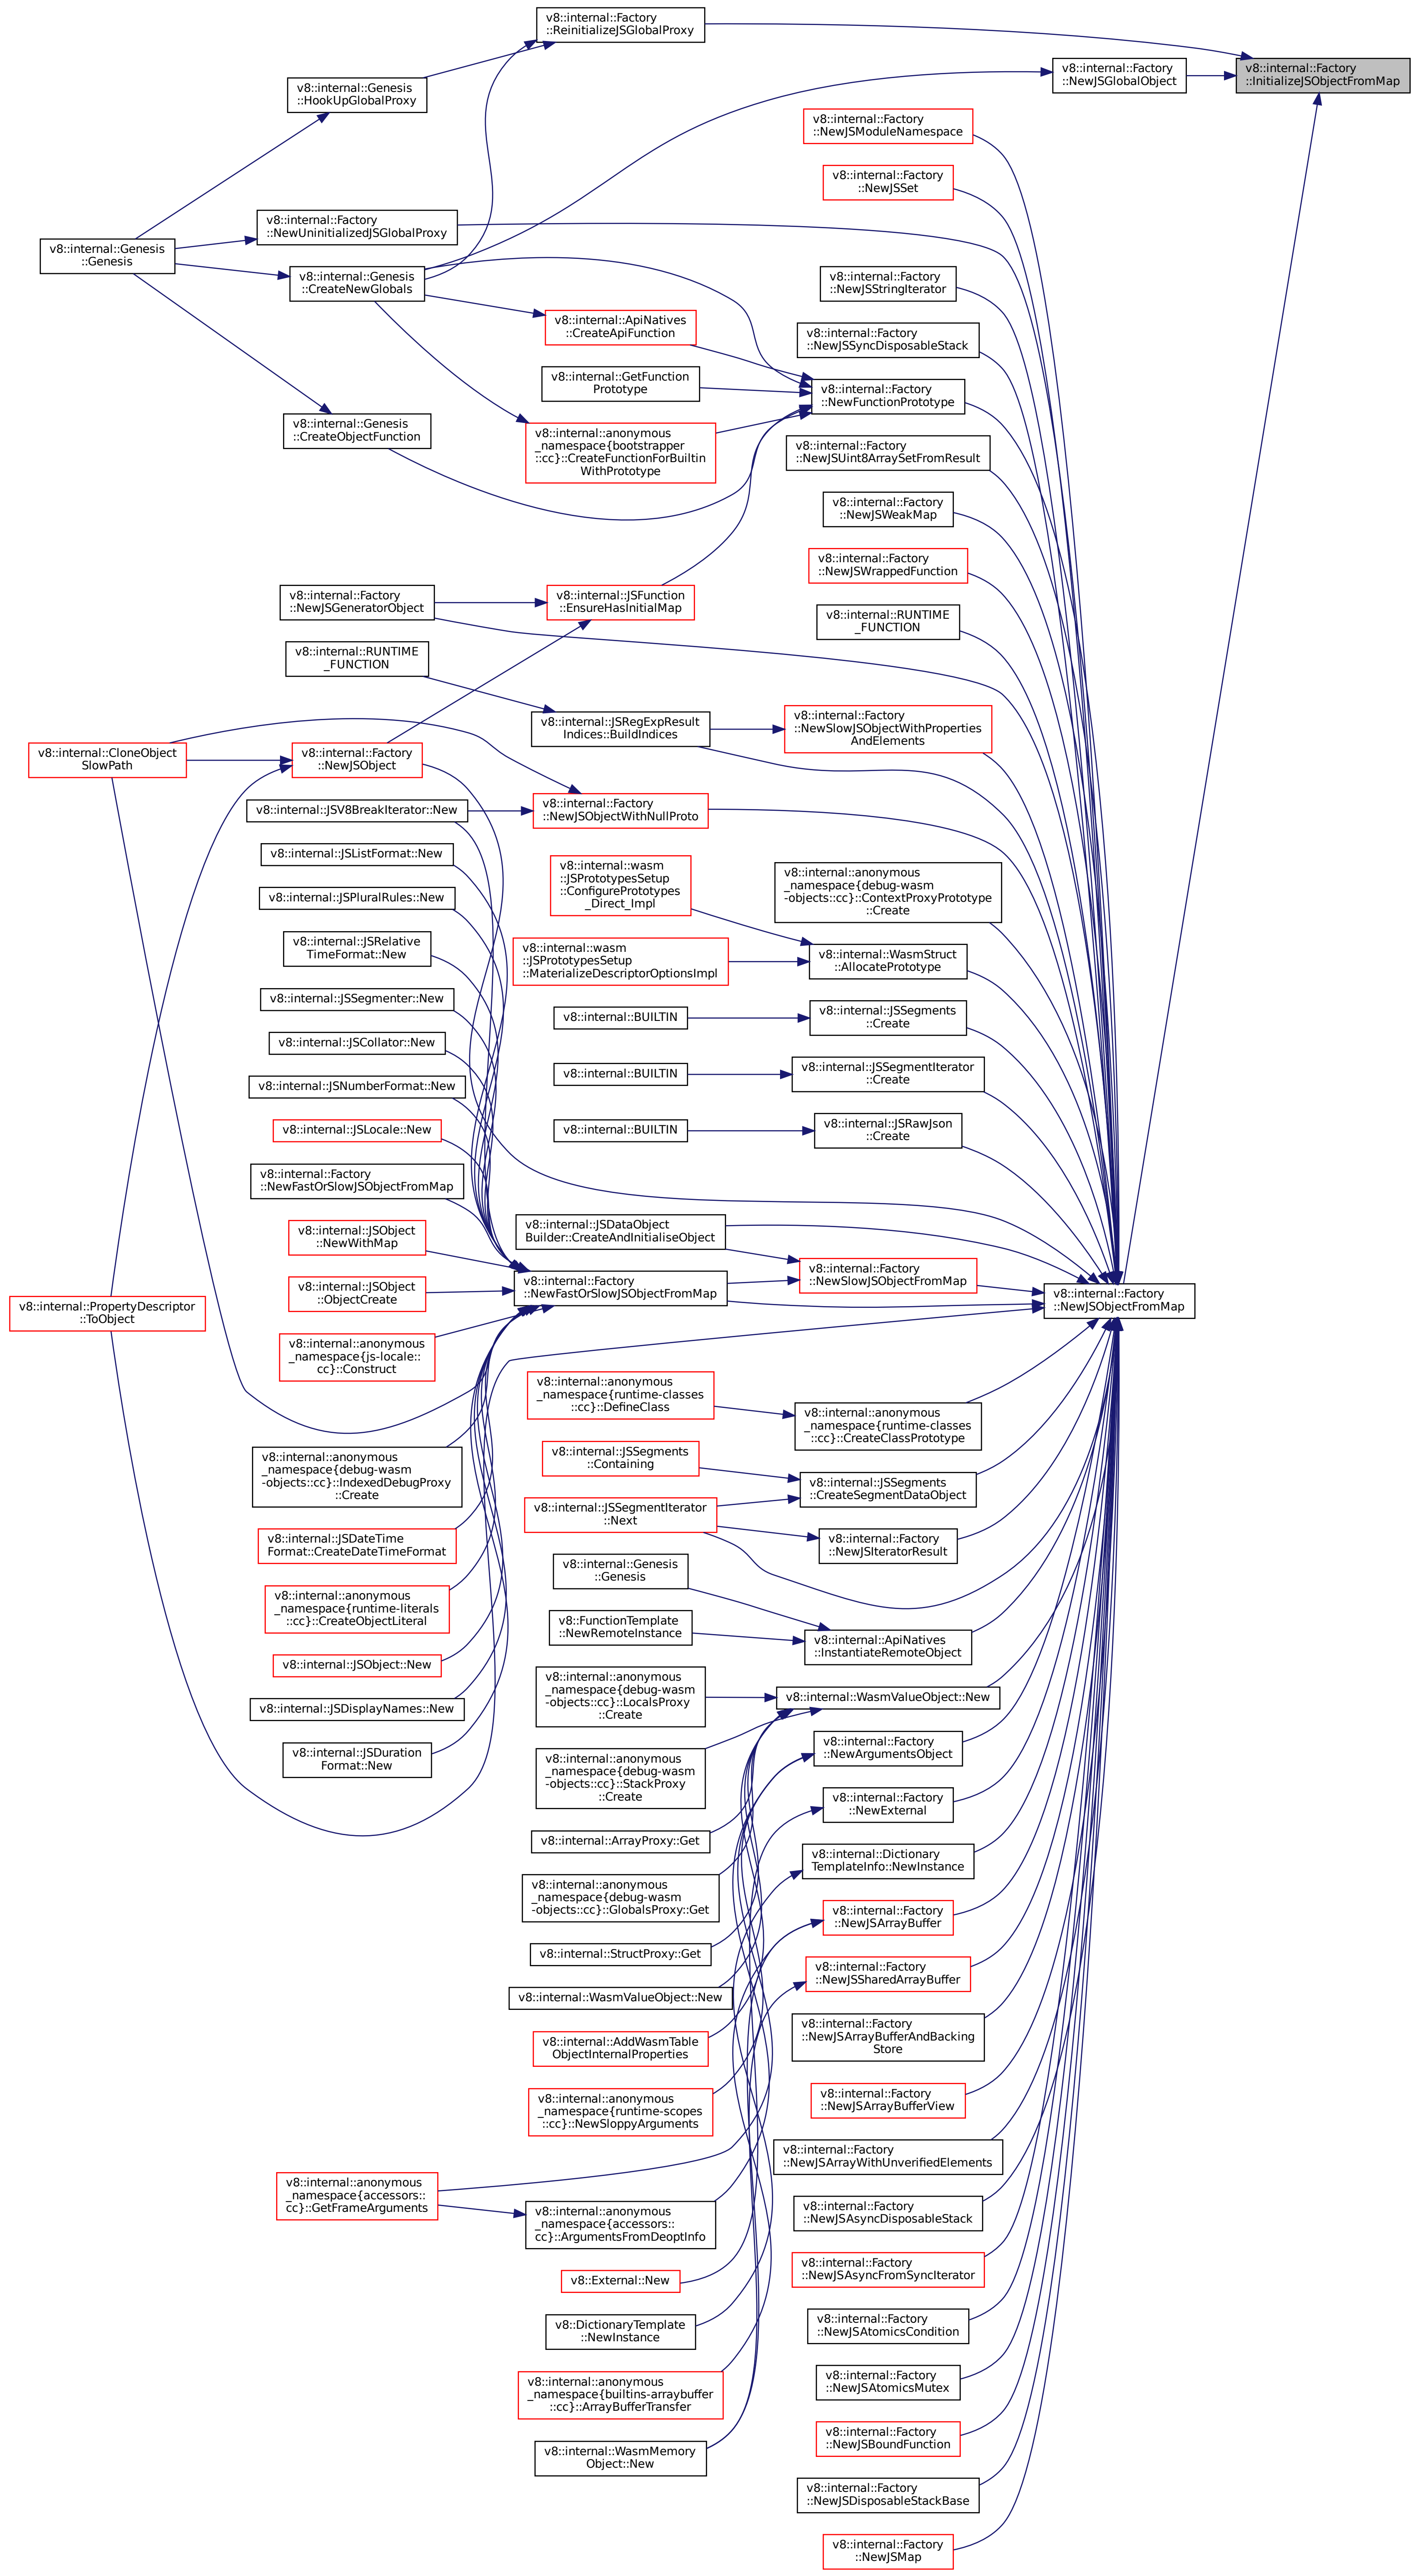 v8::internal::Factory
::InitializeJSObjectFromMap
v8::internal::Factory
::ReinitializeJSGlobalProxy
v8::internal::Factory
::NewJSGlobalObject
v8::internal::Genesis
::HookUpGlobalProxy
v8::internal::Factory
::NewJSModuleNamespace
v8::internal::Factory
::NewJSSet
v8::internal::Factory
::NewUninitializedJSGlobalProxy
v8::internal::Genesis
::Genesis
v8::internal::Genesis
::CreateNewGlobals
v8::internal::Factory
::NewJSStringIterator
v8::internal::ApiNatives
::CreateApiFunction
v8::internal::Factory
::NewJSSyncDisposableStack
v8::internal::GetFunction
Prototype
v8::internal::Factory
::NewFunctionPrototype
v8::internal::Genesis
::CreateObjectFunction
v8::internal::anonymous
_namespace{bootstrapper
::cc}::CreateFunctionForBuiltin
WithPrototype
v8::internal::Factory
::NewJSUint8ArraySetFromResult
v8::internal::Factory
::NewJSWeakMap
v8::internal::Factory
::NewJSWrappedFunction
v8::internal::Factory
::NewJSGeneratorObject
v8::internal::JSFunction
::EnsureHasInitialMap
v8::internal::RUNTIME
_FUNCTION
v8::internal::RUNTIME
_FUNCTION
v8::internal::JSRegExpResult
Indices::BuildIndices
v8::internal::Factory
::NewSlowJSObjectWithProperties
AndElements
v8::internal::CloneObject
SlowPath
v8::internal::Factory
::NewJSObject
v8::internal::JSV8BreakIterator::New
v8::internal::Factory
::NewJSObjectWithNullProto
v8::internal::JSListFormat::New
v8::internal::wasm
::JSPrototypesSetup
::ConfigurePrototypes
_Direct_Impl
v8::internal::anonymous
_namespace{debug-wasm
-objects::cc}::ContextProxyPrototype
::Create
v8::internal::JSPluralRules::New
v8::internal::JSRelative
TimeFormat::New
v8::internal::wasm
::JSPrototypesSetup
::MaterializeDescriptorOptionsImpl
v8::internal::WasmStruct
::AllocatePrototype
v8::internal::JSSegmenter::New
v8::internal::BUILTIN
v8::internal::JSSegments
::Create
v8::internal::JSCollator::New
v8::internal::BUILTIN
v8::internal::JSSegmentIterator
::Create
v8::internal::JSNumberFormat::New
v8::internal::JSLocale::New
v8::internal::BUILTIN
v8::internal::JSRawJson
::Create
v8::internal::Factory
::NewFastOrSlowJSObjectFromMap
v8::internal::JSObject
::NewWithMap
v8::internal::JSDataObject
Builder::CreateAndInitialiseObject
v8::internal::JSObject
::ObjectCreate
v8::internal::Factory
::NewFastOrSlowJSObjectFromMap
v8::internal::Factory
::NewSlowJSObjectFromMap
v8::internal::Factory
::NewJSObjectFromMap
v8::internal::PropertyDescriptor
::ToObject
v8::internal::anonymous
_namespace{js-locale::
cc}::Construct
v8::internal::anonymous
_namespace{runtime-classes
::cc}::DefineClass
v8::internal::anonymous
_namespace{runtime-classes
::cc}::CreateClassPrototype
v8::internal::anonymous
_namespace{debug-wasm
-objects::cc}::IndexedDebugProxy
::Create
v8::internal::JSSegments
::Containing
v8::internal::JSSegments
::CreateSegmentDataObject
v8::internal::JSSegmentIterator
::Next
v8::internal::Factory
::NewJSIteratorResult
v8::internal::JSDateTime
Format::CreateDateTimeFormat
v8::internal::Genesis
::Genesis
v8::internal::anonymous
_namespace{runtime-literals
::cc}::CreateObjectLiteral
v8::FunctionTemplate
::NewRemoteInstance
v8::internal::ApiNatives
::InstantiateRemoteObject
v8::internal::JSObject::New
v8::internal::anonymous
_namespace{debug-wasm
-objects::cc}::LocalsProxy
::Create
v8::internal::WasmValueObject::New
v8::internal::JSDisplayNames::New
v8::internal::JSDuration
Format::New
v8::internal::anonymous
_namespace{debug-wasm
-objects::cc}::StackProxy
::Create
v8::internal::Factory
::NewArgumentsObject
v8::internal::Factory
::NewExternal
v8::internal::ArrayProxy::Get
v8::internal::Dictionary
TemplateInfo::NewInstance
v8::internal::anonymous
_namespace{debug-wasm
-objects::cc}::GlobalsProxy::Get
v8::internal::Factory
::NewJSArrayBuffer
v8::internal::StructProxy::Get
v8::internal::Factory
::NewJSSharedArrayBuffer
v8::internal::WasmValueObject::New
v8::internal::AddWasmTable
ObjectInternalProperties
v8::internal::Factory
::NewJSArrayBufferAndBacking
Store
v8::internal::anonymous
_namespace{runtime-scopes
::cc}::NewSloppyArguments
v8::internal::Factory
::NewJSArrayBufferView
v8::internal::Factory
::NewJSArrayWithUnverifiedElements
v8::internal::anonymous
_namespace{accessors::
cc}::GetFrameArguments
v8::internal::anonymous
_namespace{accessors::
cc}::ArgumentsFromDeoptInfo
v8::internal::Factory
::NewJSAsyncDisposableStack
v8::External::New
v8::internal::Factory
::NewJSAsyncFromSyncIterator
v8::DictionaryTemplate
::NewInstance
v8::internal::Factory
::NewJSAtomicsCondition
v8::internal::anonymous
_namespace{builtins-arraybuffer
::cc}::ArrayBufferTransfer
v8::internal::Factory
::NewJSAtomicsMutex
v8::internal::WasmMemory
Object::New
v8::internal::Factory
::NewJSBoundFunction
v8::internal::Factory
::NewJSDisposableStackBase
v8::internal::Factory
::NewJSMap